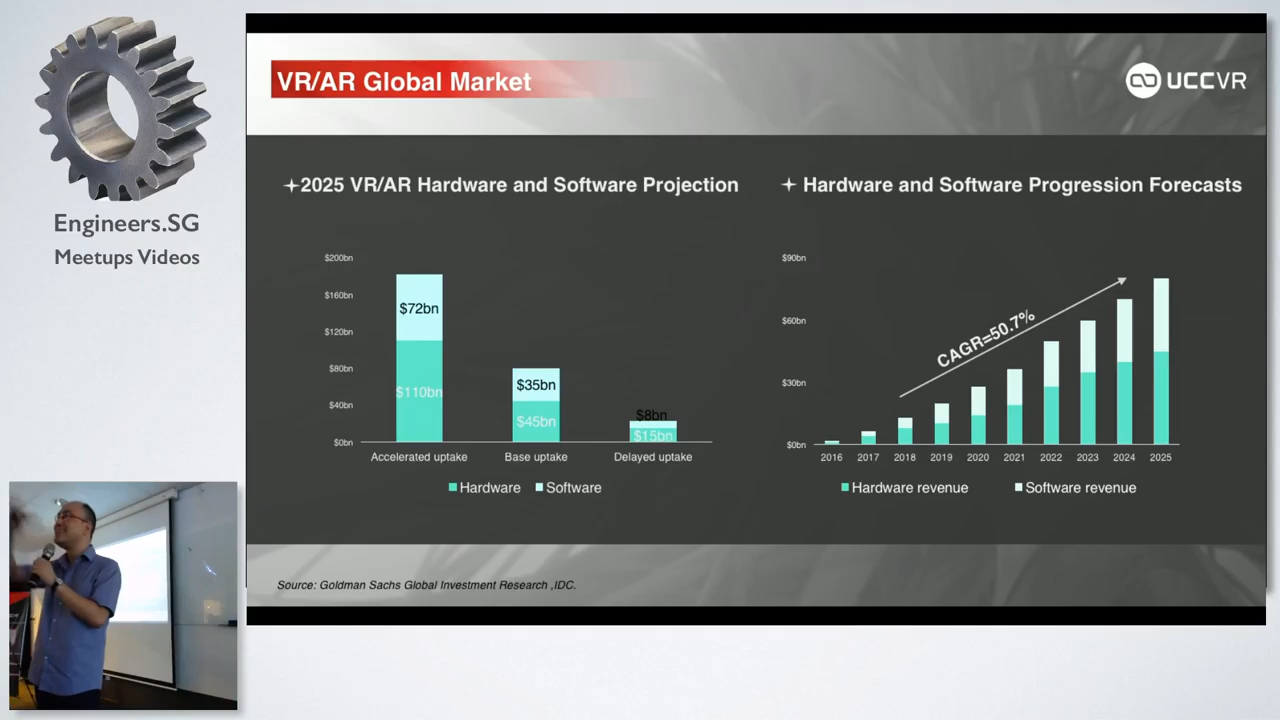 Engineers.SG
Meetups Videos
VR/AR Global Market
UCCVR
2025 VR/AR Hardware and Software Projection
$200bn
$160bn
$120bn
$80bn
$40bn
$0bn
$72bn
$110bn
$35bn
$45bn
$8bn
$15bn
Accelerated uptake Base uptake Delayed uptake
Hardware Software
Hardware and Software Progression Forecasts
$90bn
$60bn
$30bn
$0bn
CAGR=50.7%
2016 2017 2018 2019 2020 2021 2022 2023 2024 2025
Hardware revenue Software revenue
Source: Goldman Sachs Global Investment Research ,IDC.